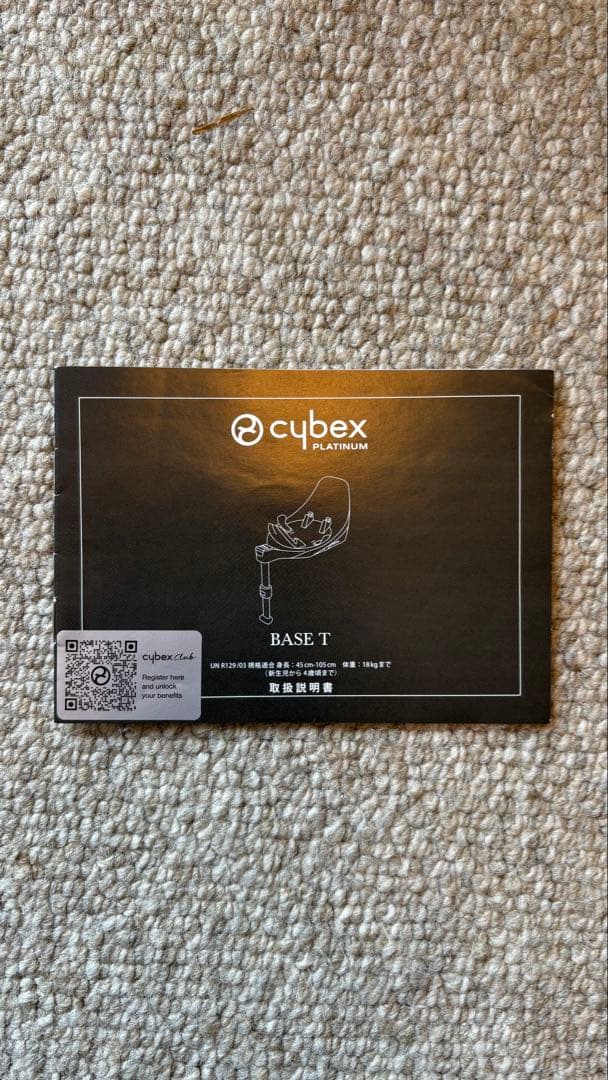 cybex
PLATINUM
BASE T
UN R129/03 規格適合 身長：45cm-105cm 体重：18kgまで
（新生児から4歳頃まで）
取扱説明書
cybex Club
Register here
and unlock
your benefits